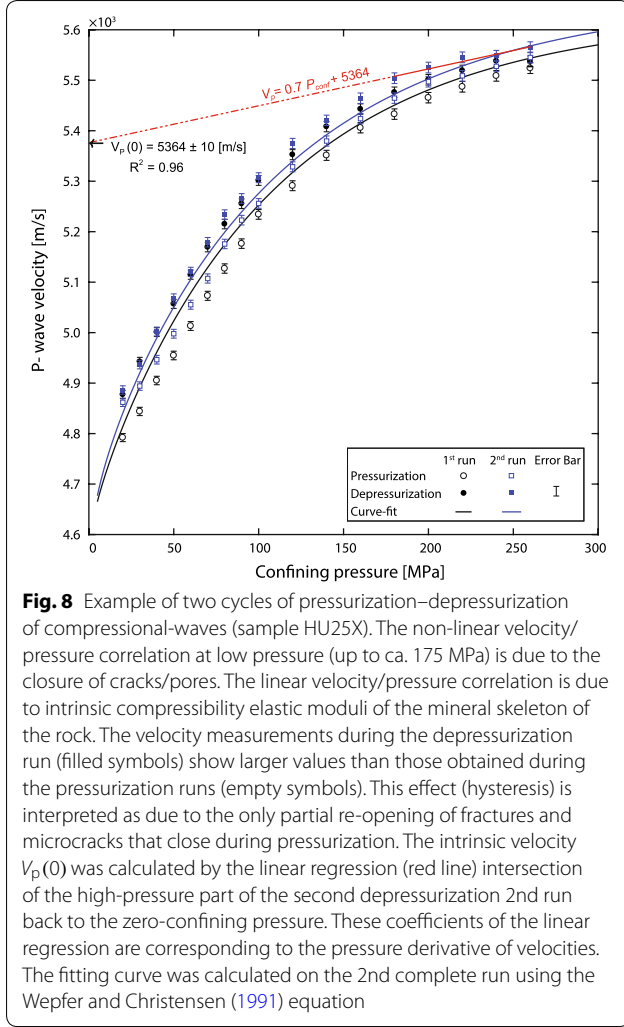 ×10³
5.6
5.5
5.4
5.3
5.2
5.1
5.0
4.9
4.8
4.7
4.6
P- wave velocity [m/s]
Vₚ= 0.7 P_conf + 5364
Vₚ (0) = 5364 ± 10 [m/s]
R² = 0.96
1ˢᵗ run 2ⁿᵈ run Error Bar
Pressurization
Depressurization
Curve-fit
0 50 100 150 200 250 300
Confining pressure [MPa]
Fig. 8 Example of two cycles of pressurization–depressurization
of compressional-waves (sample HU25X). The non-linear velocity/
pressure correlation at low pressure (up to ca. 175 MPa) is due to the
closure of cracks/pores. The linear velocity/pressure correlation is due
to intrinsic compressibility elastic moduli of the mineral skeleton of
the rock. The velocity measurements during the depressurization
run (filled symbols) show larger values than those obtained during
the pressurization runs (empty symbols). This effect (hysteresis) is
interpreted as due to the only partial re-opening of fractures and
microcracks that close during pressurization. The intrinsic velocity
Vₚ(0) was calculated by the linear regression (red line) intersection
of the high-pressure part of the second depressurization 2nd run
back to the zero-confining pressure. These coefficients of the linear
regression are corresponding to the pressure derivative of velocities.
The fitting curve was calculated on the 2nd complete run using the
Wepfer and Christensen (1991) equation